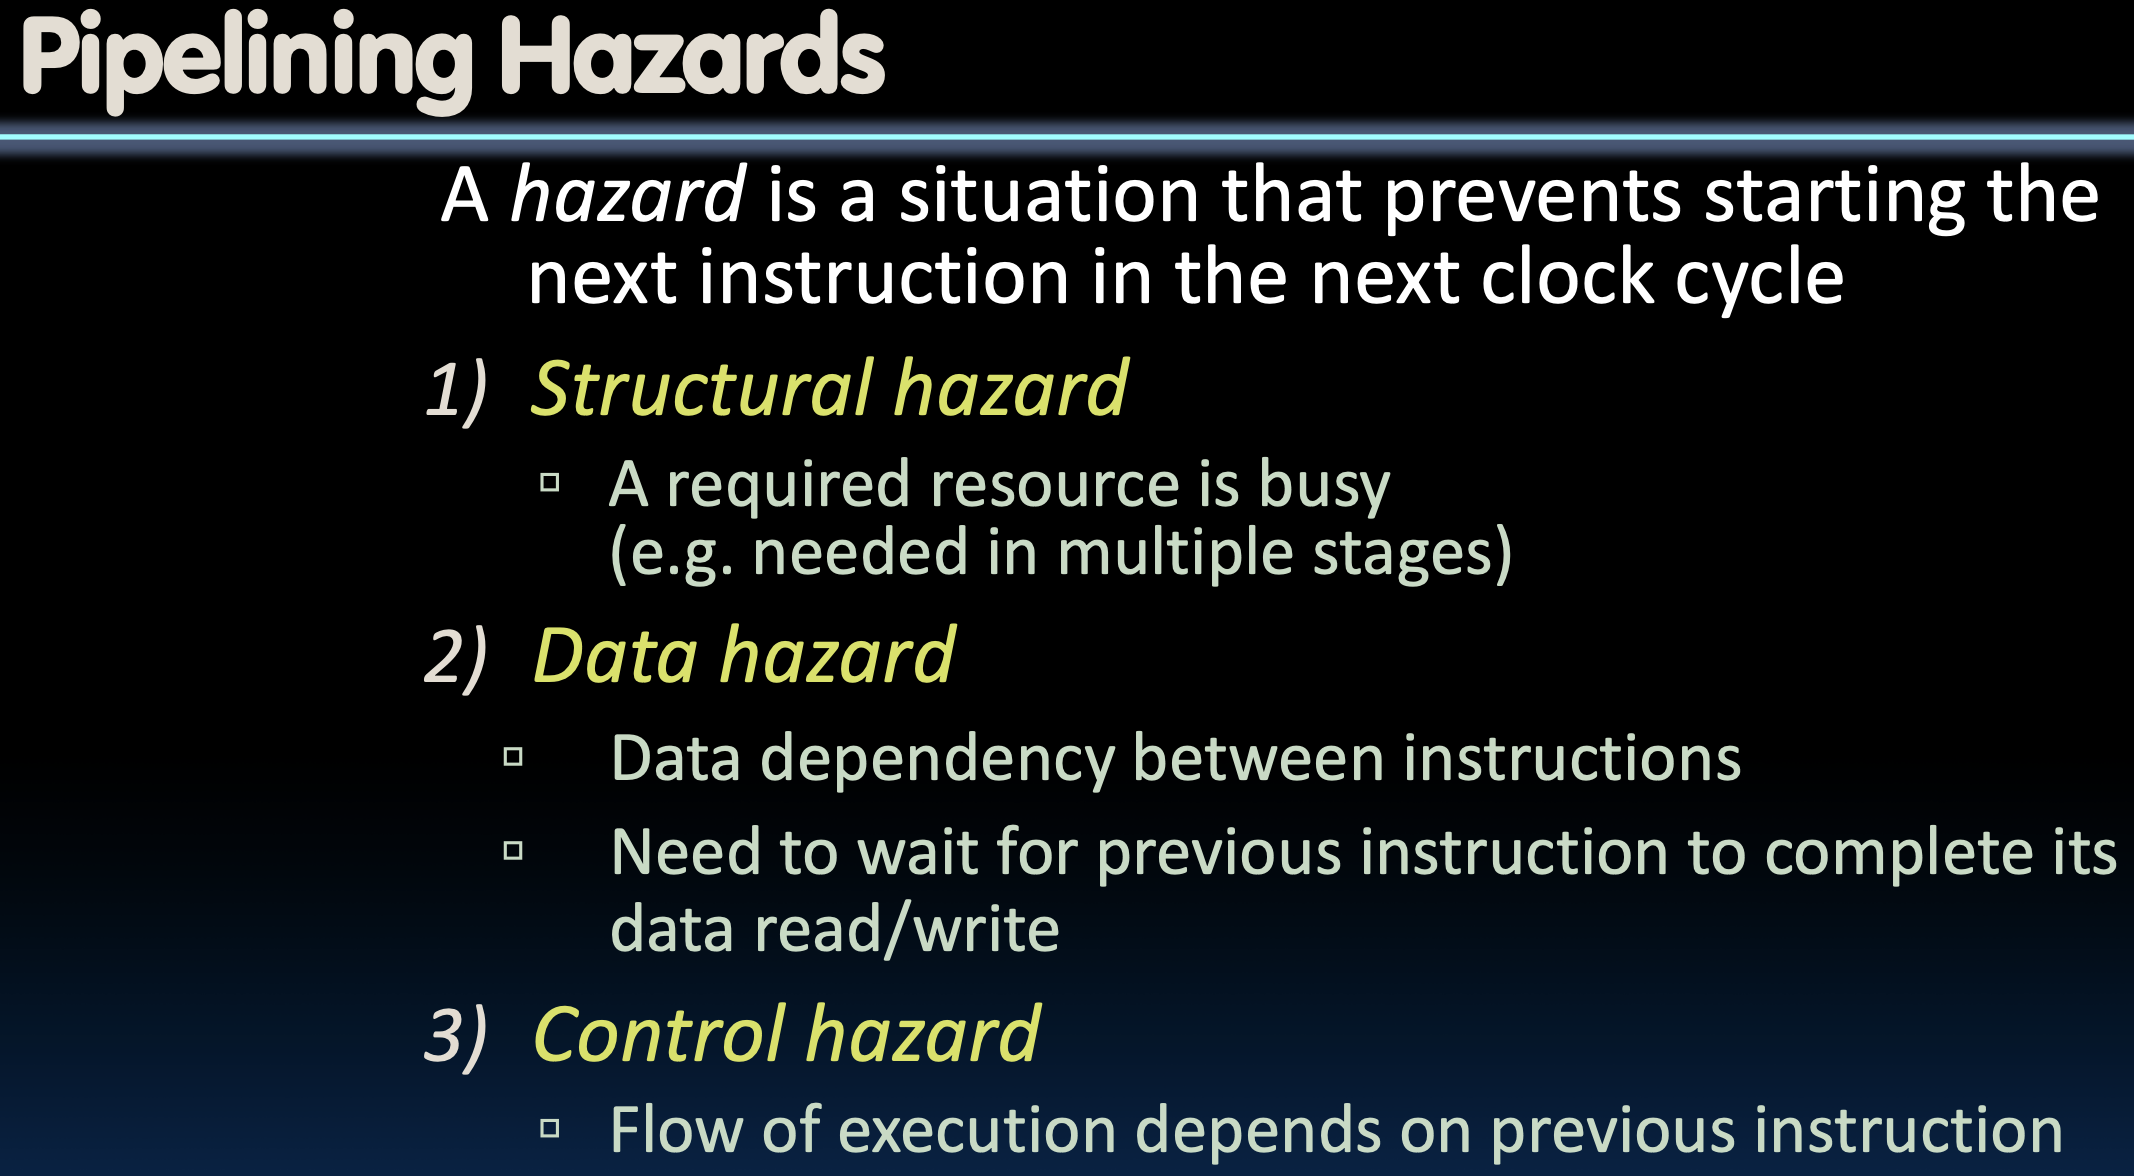 Pipelining Hazards
A hazard is a situation that prevents starting the
next instruction in the next clock cycle
1) Structural hazard
▫ A required resource is busy
(e.g. needed in multiple stages)
2) Data hazard
▫ Data dependency between instructions
▫ Need to wait for previous instruction to complete its
data read/write
3) Control hazard
▫ Flow of execution depends on previous instruction